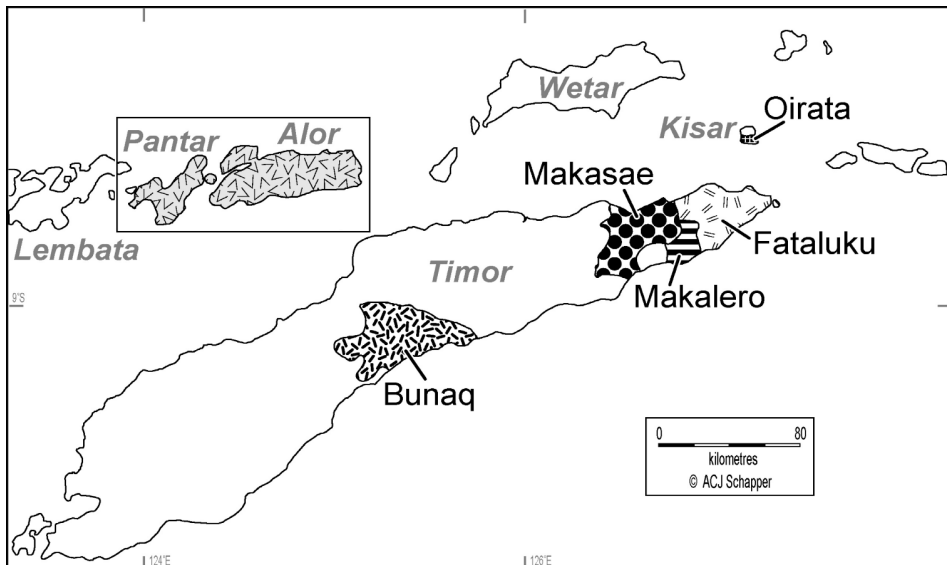 Wetar
Oirata
Kisar
Pantar
Alor
Makasae
Lembata
Fataluku
Timor
Makalero
9°S
Bunaq
0 80
kilometres
© ACJ Schapper
124°E
126°E